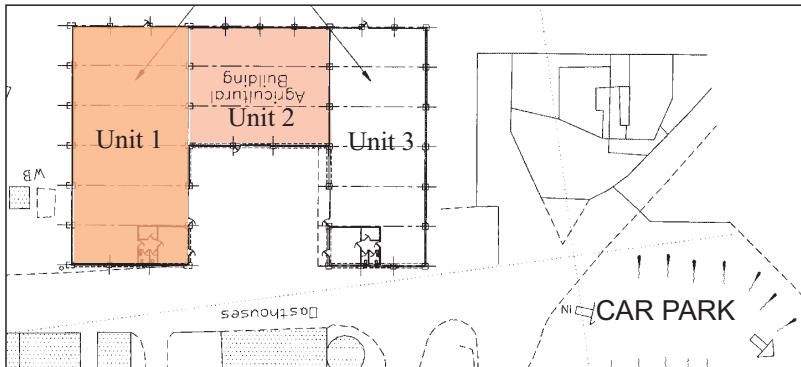 Agricultural
Building
Unit 1
Unit 2
Unit 3
WB
Oasthouses
IN
CAR PARK